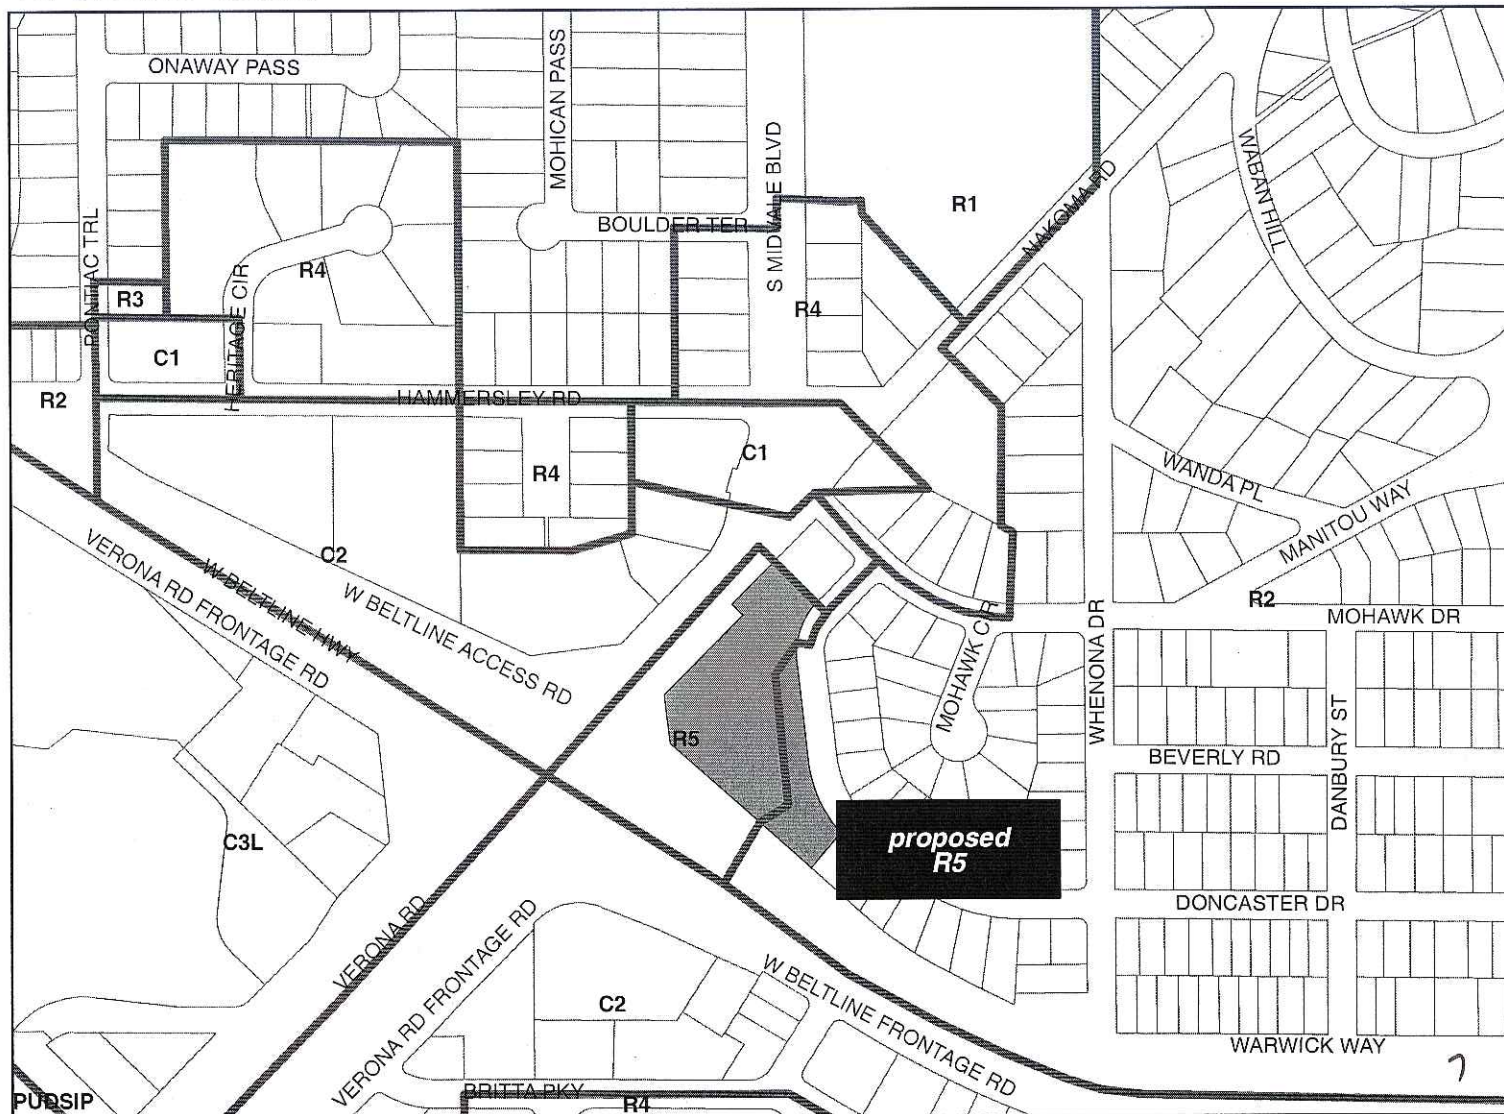 ONAWAY PASS
MOHICAN PASS
S MIDVALE BLVD
WABAN HILL
NAKOMA RD
R1
BOULDER TER
PONTIAC TRL
HERITAGE CIR
R4
R3
R4
C1
R2
HAMMERSLEY RD
C1
R4
WANDA PL
MANITOU WAY
C2
VERONA RD FRONTAGE RD
W BELTLINE HWY
W BELTLINE ACCESS RD
R2
MOHAWK DR
MOHAWK CIR
WHENONA DR
R5
BEVERLY RD
DANBURY ST
C3L
proposed
R5
DONCASTER DR
VERONA RD
VERONA RD FRONTAGE RD
C2
W BELTLINE FRONTAGE RD
WARWICK WAY
BRITTA PKY
R4
PUDSIP